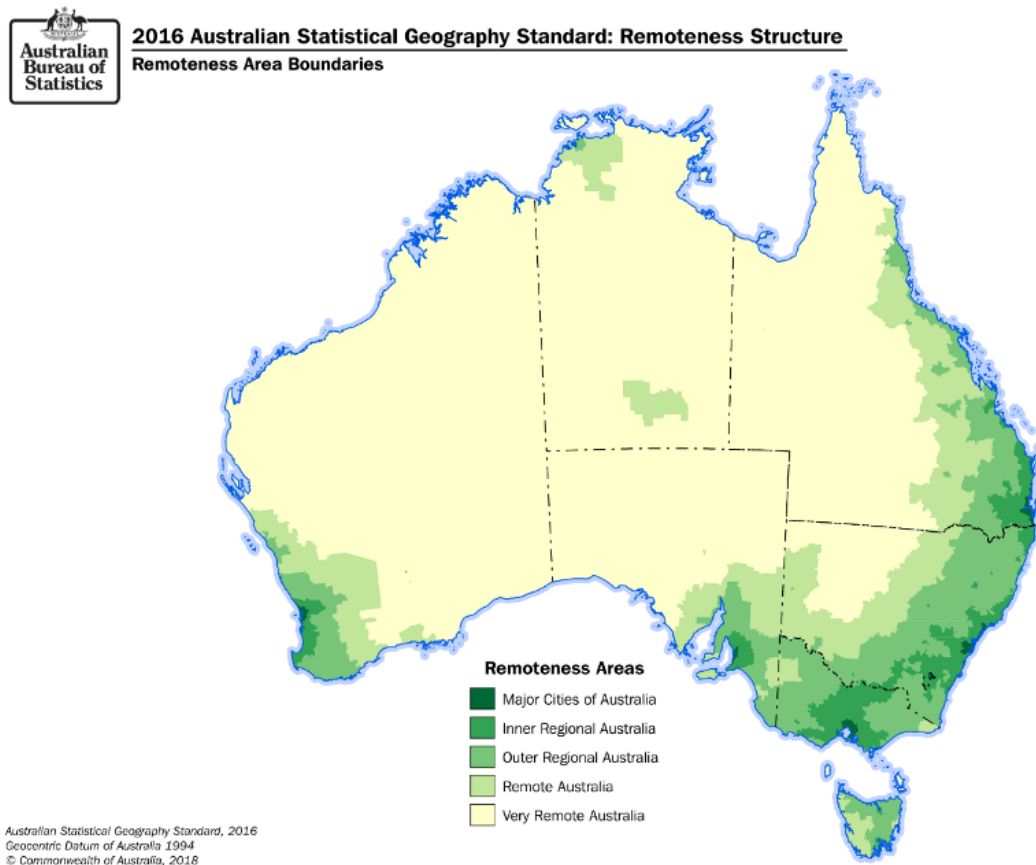 Australian
Bureau of
Statistics
2016 Australian Statistical Geography Standard: Remoteness Structure
Remoteness Area Boundaries
Remoteness Areas
Major Cities of Australia
Inner Regional Australia
Outer Regional Australia
Remote Australia
Very Remote Australia
Australian Statistical Geography Standard, 2016
Geocentric Datum of Australia 1994
© Commonwealth of Australia, 2018